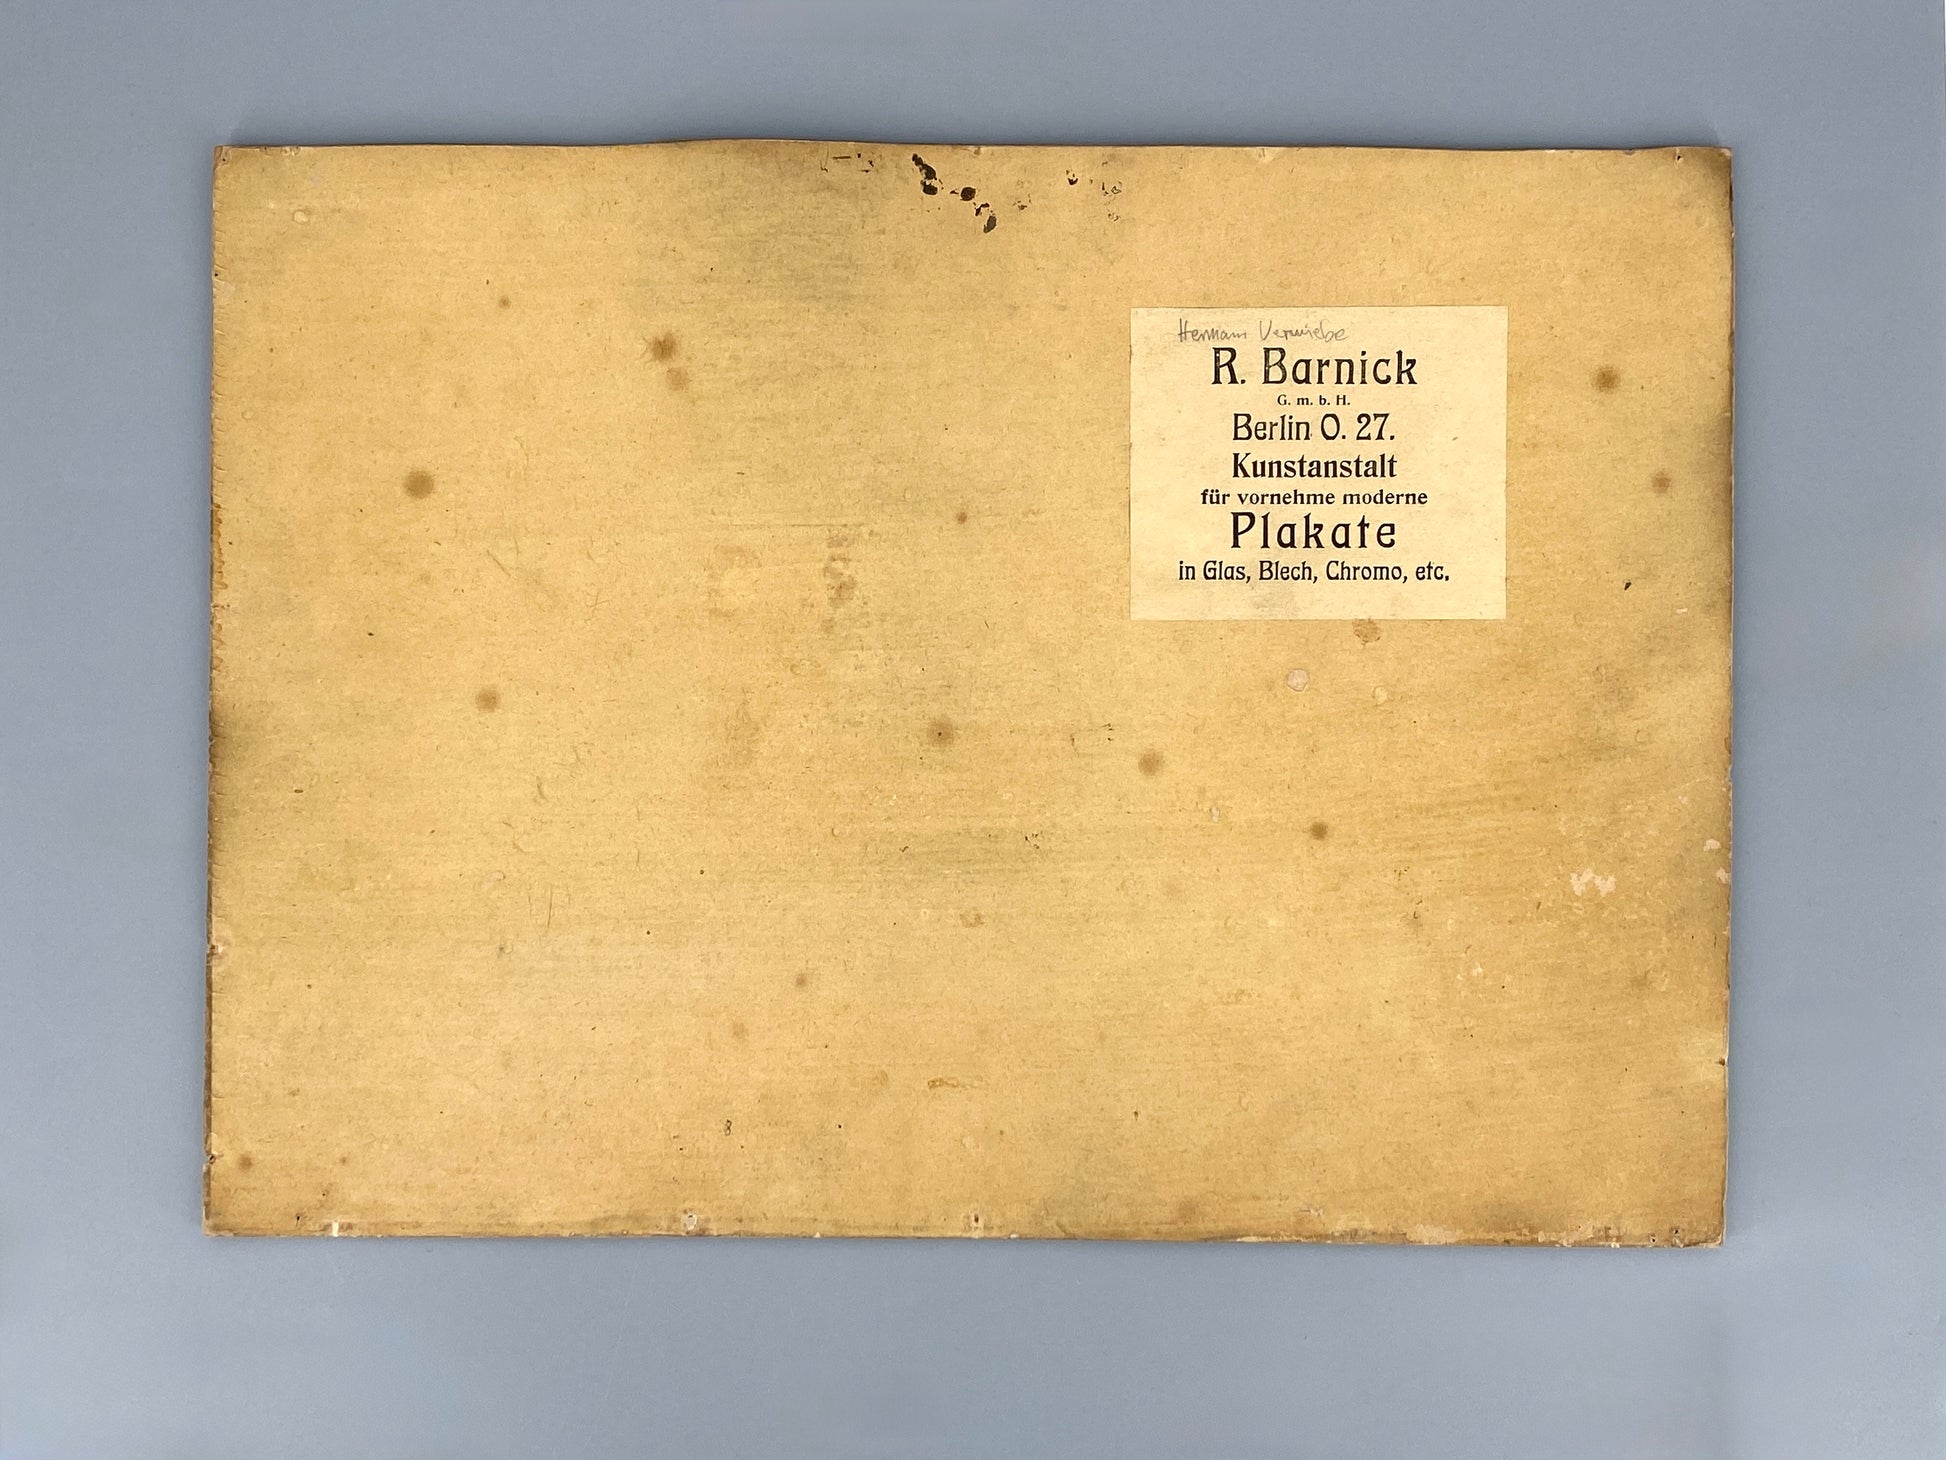 Hermann Verwiebe
R. Barnick
G. m. b. H.
Berlin O. 27.
Kunstanstalt
für vornehme moderne
Plakate
in Glas, Blech, Chromo, etc.